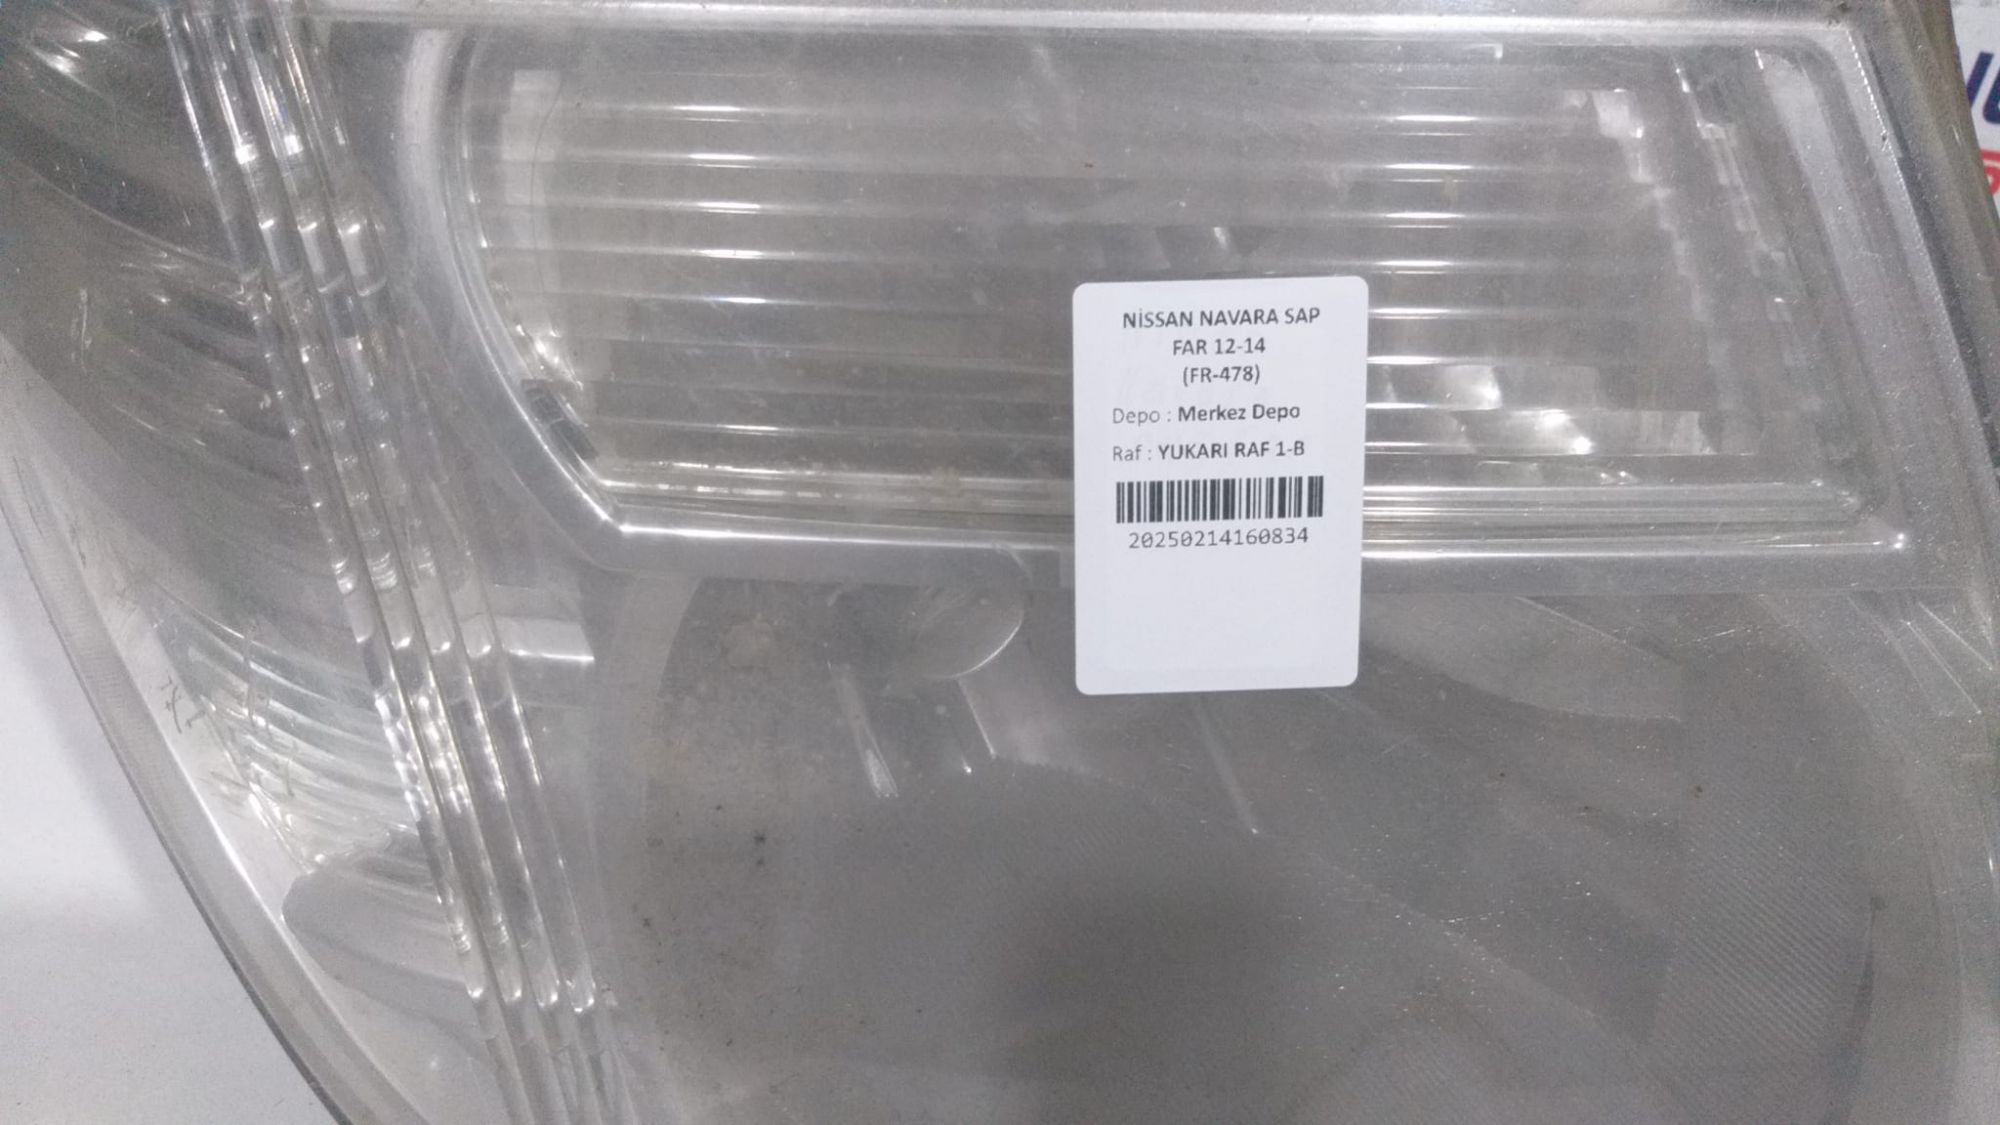 NİSSAN NAVARA SAP
FAR 12-14
(FR-478)
Depo : Merkez Depo
Raf : YUKARI RAF 1-B
20250214160834